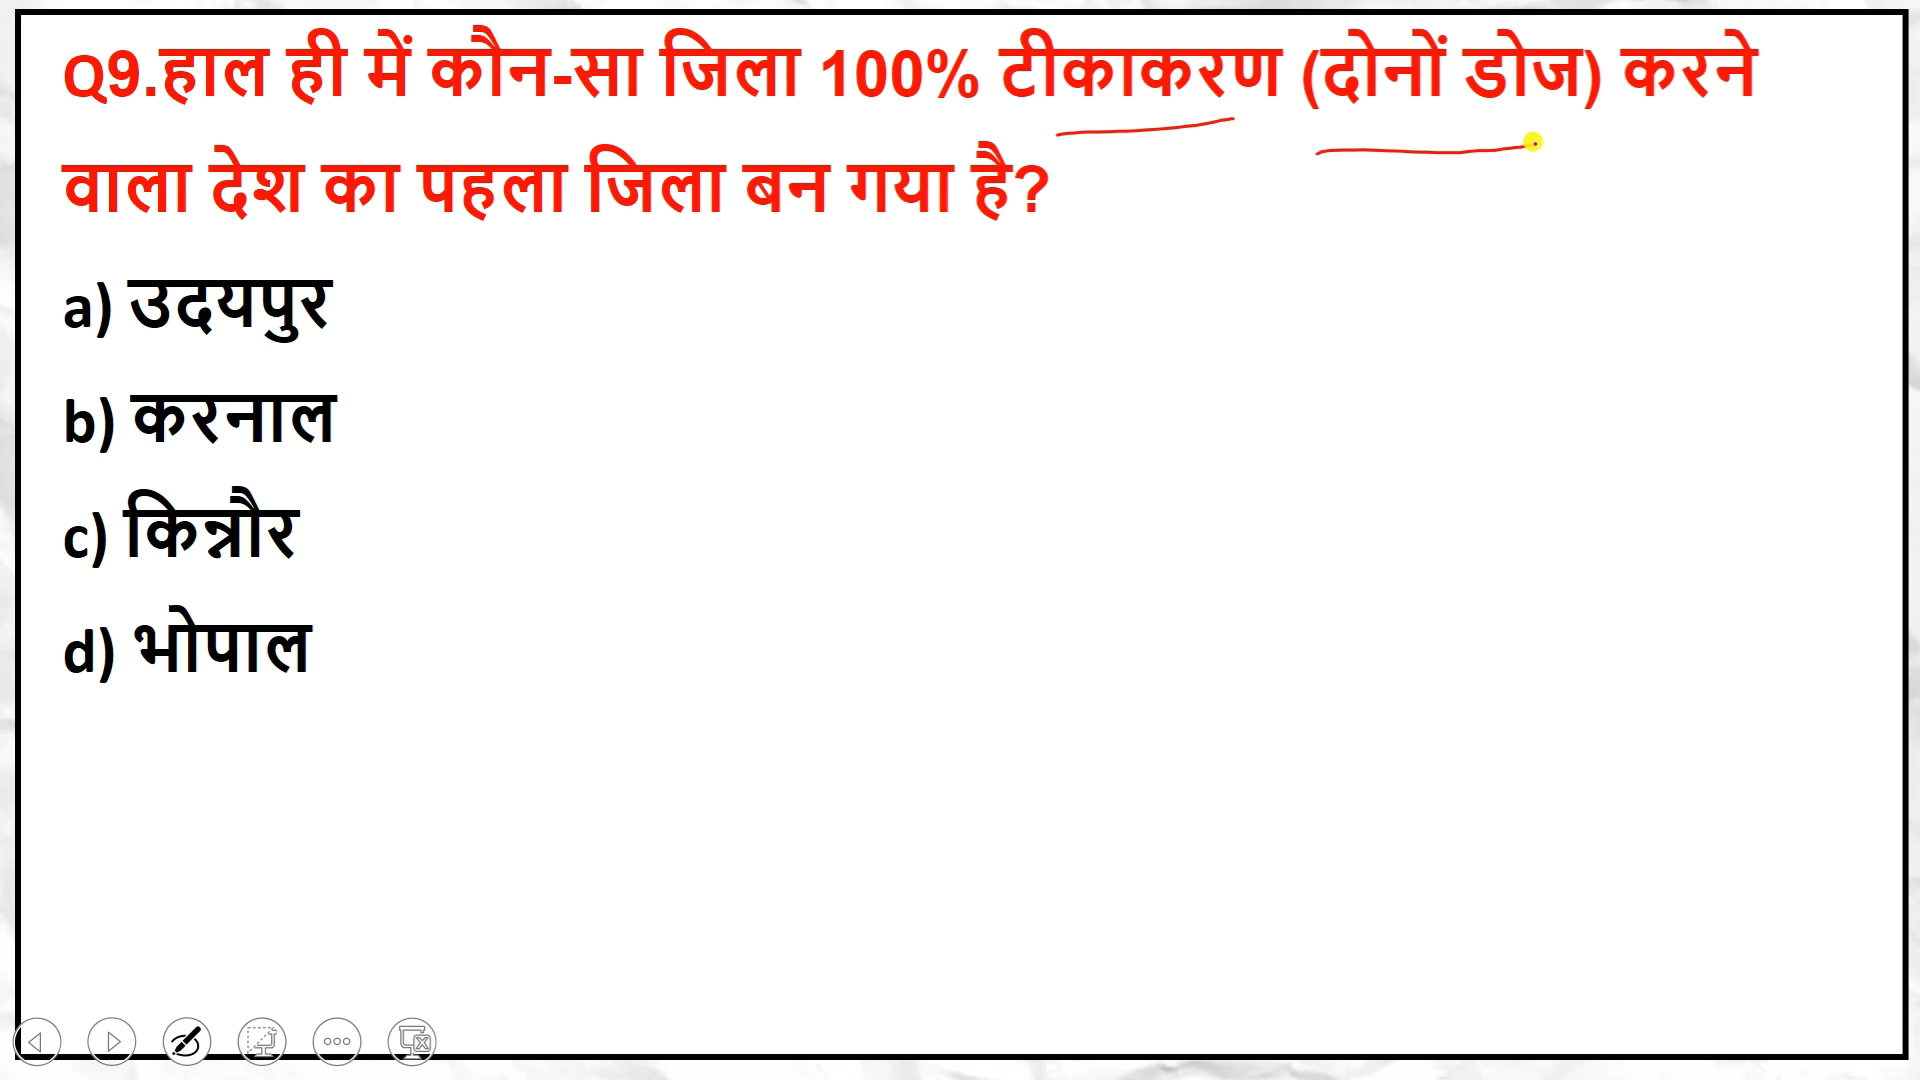 Q9.हाल ही में कौन-सा जिला 100% टीकाकरण (दोनों डोज) करने
वाला देश का पहला जिला बन गया है?
a) उदयपुर
b) करनाल
c) किन्नौर
d) भोपाल